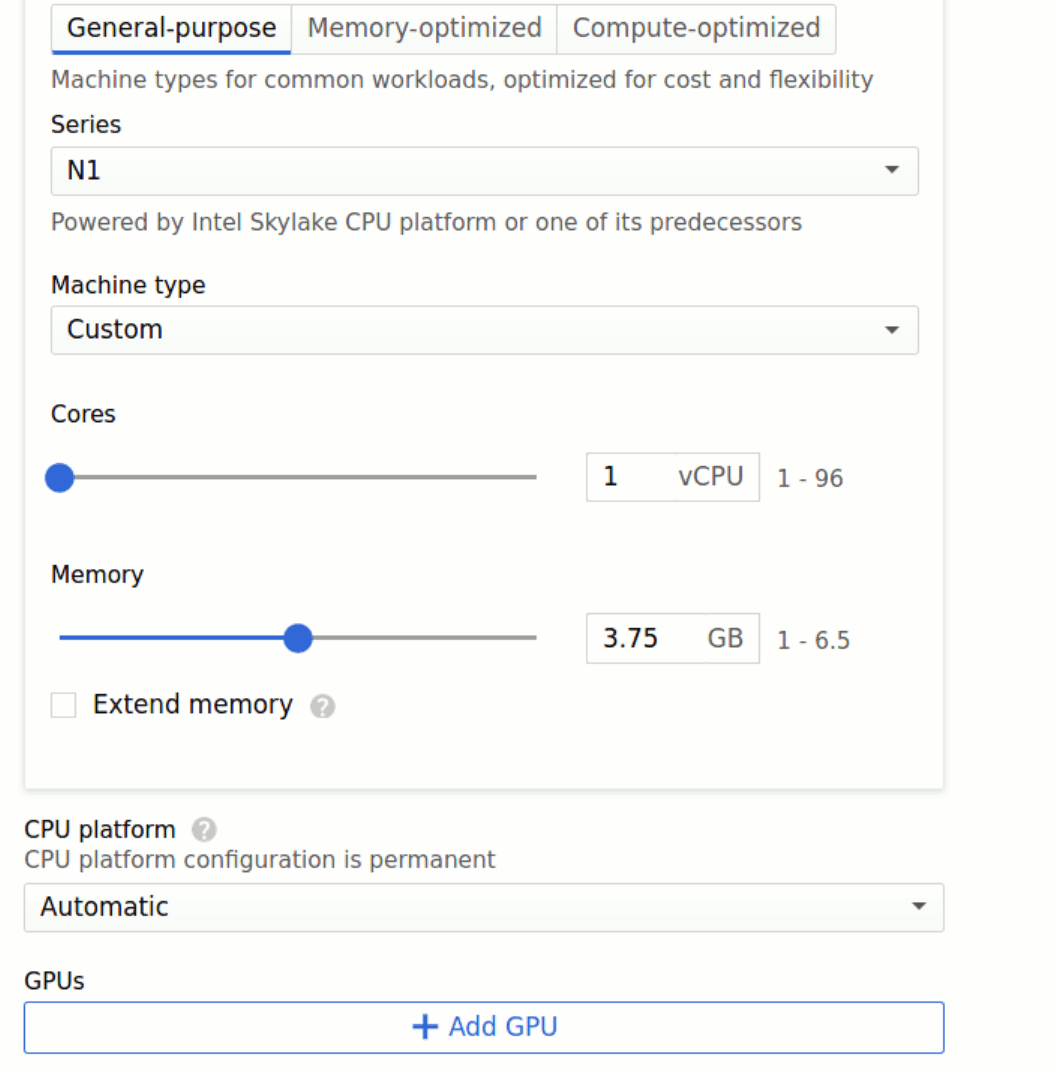 General-purpose Memory-optimized Compute-optimized
Machine types for common workloads, optimized for cost and flexibility
Series
N1
Powered by Intel Skylake CPU platform or one of its predecessors
Machine type
Custom
Cores
1 vCPU 1 - 96
Memory
3.75 GB 1 - 6.5
Extend memory ?
CPU platform ?
CPU platform configuration is permanent
Automatic
GPUs
+ Add GPU